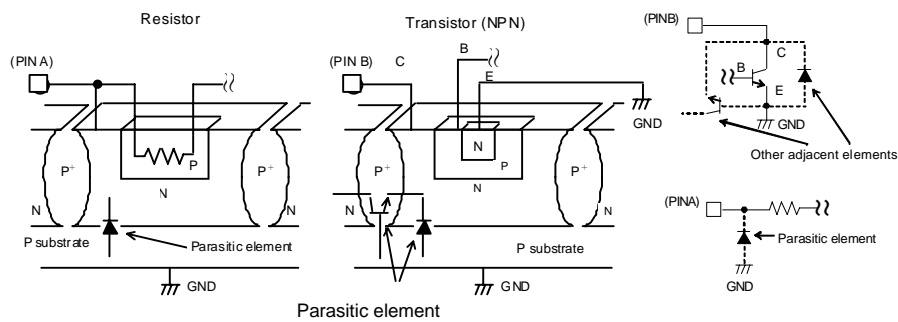 Resistor
(PIN A)
P+
P
P+
N
N
N
P substrate
Parasitic element
GND
Transistor (NPN)
(PIN B)
C
B
E
GND
P+
N
P
P+
N
N
N
P substrate
GND
Parasitic element
(PINB)
C
B
E
GND
Other adjacent elements
(PINA)
Parasitic element
GND